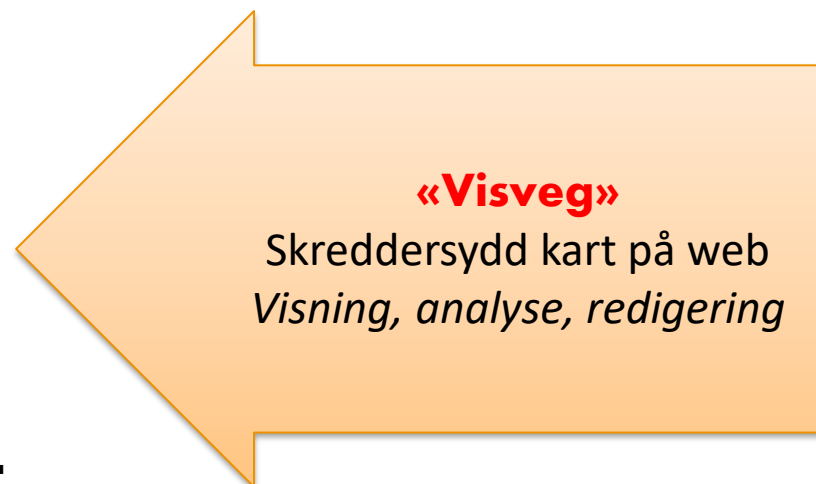 «Visveg»
Skreddersydd kart på web
Visning, analyse, redigering